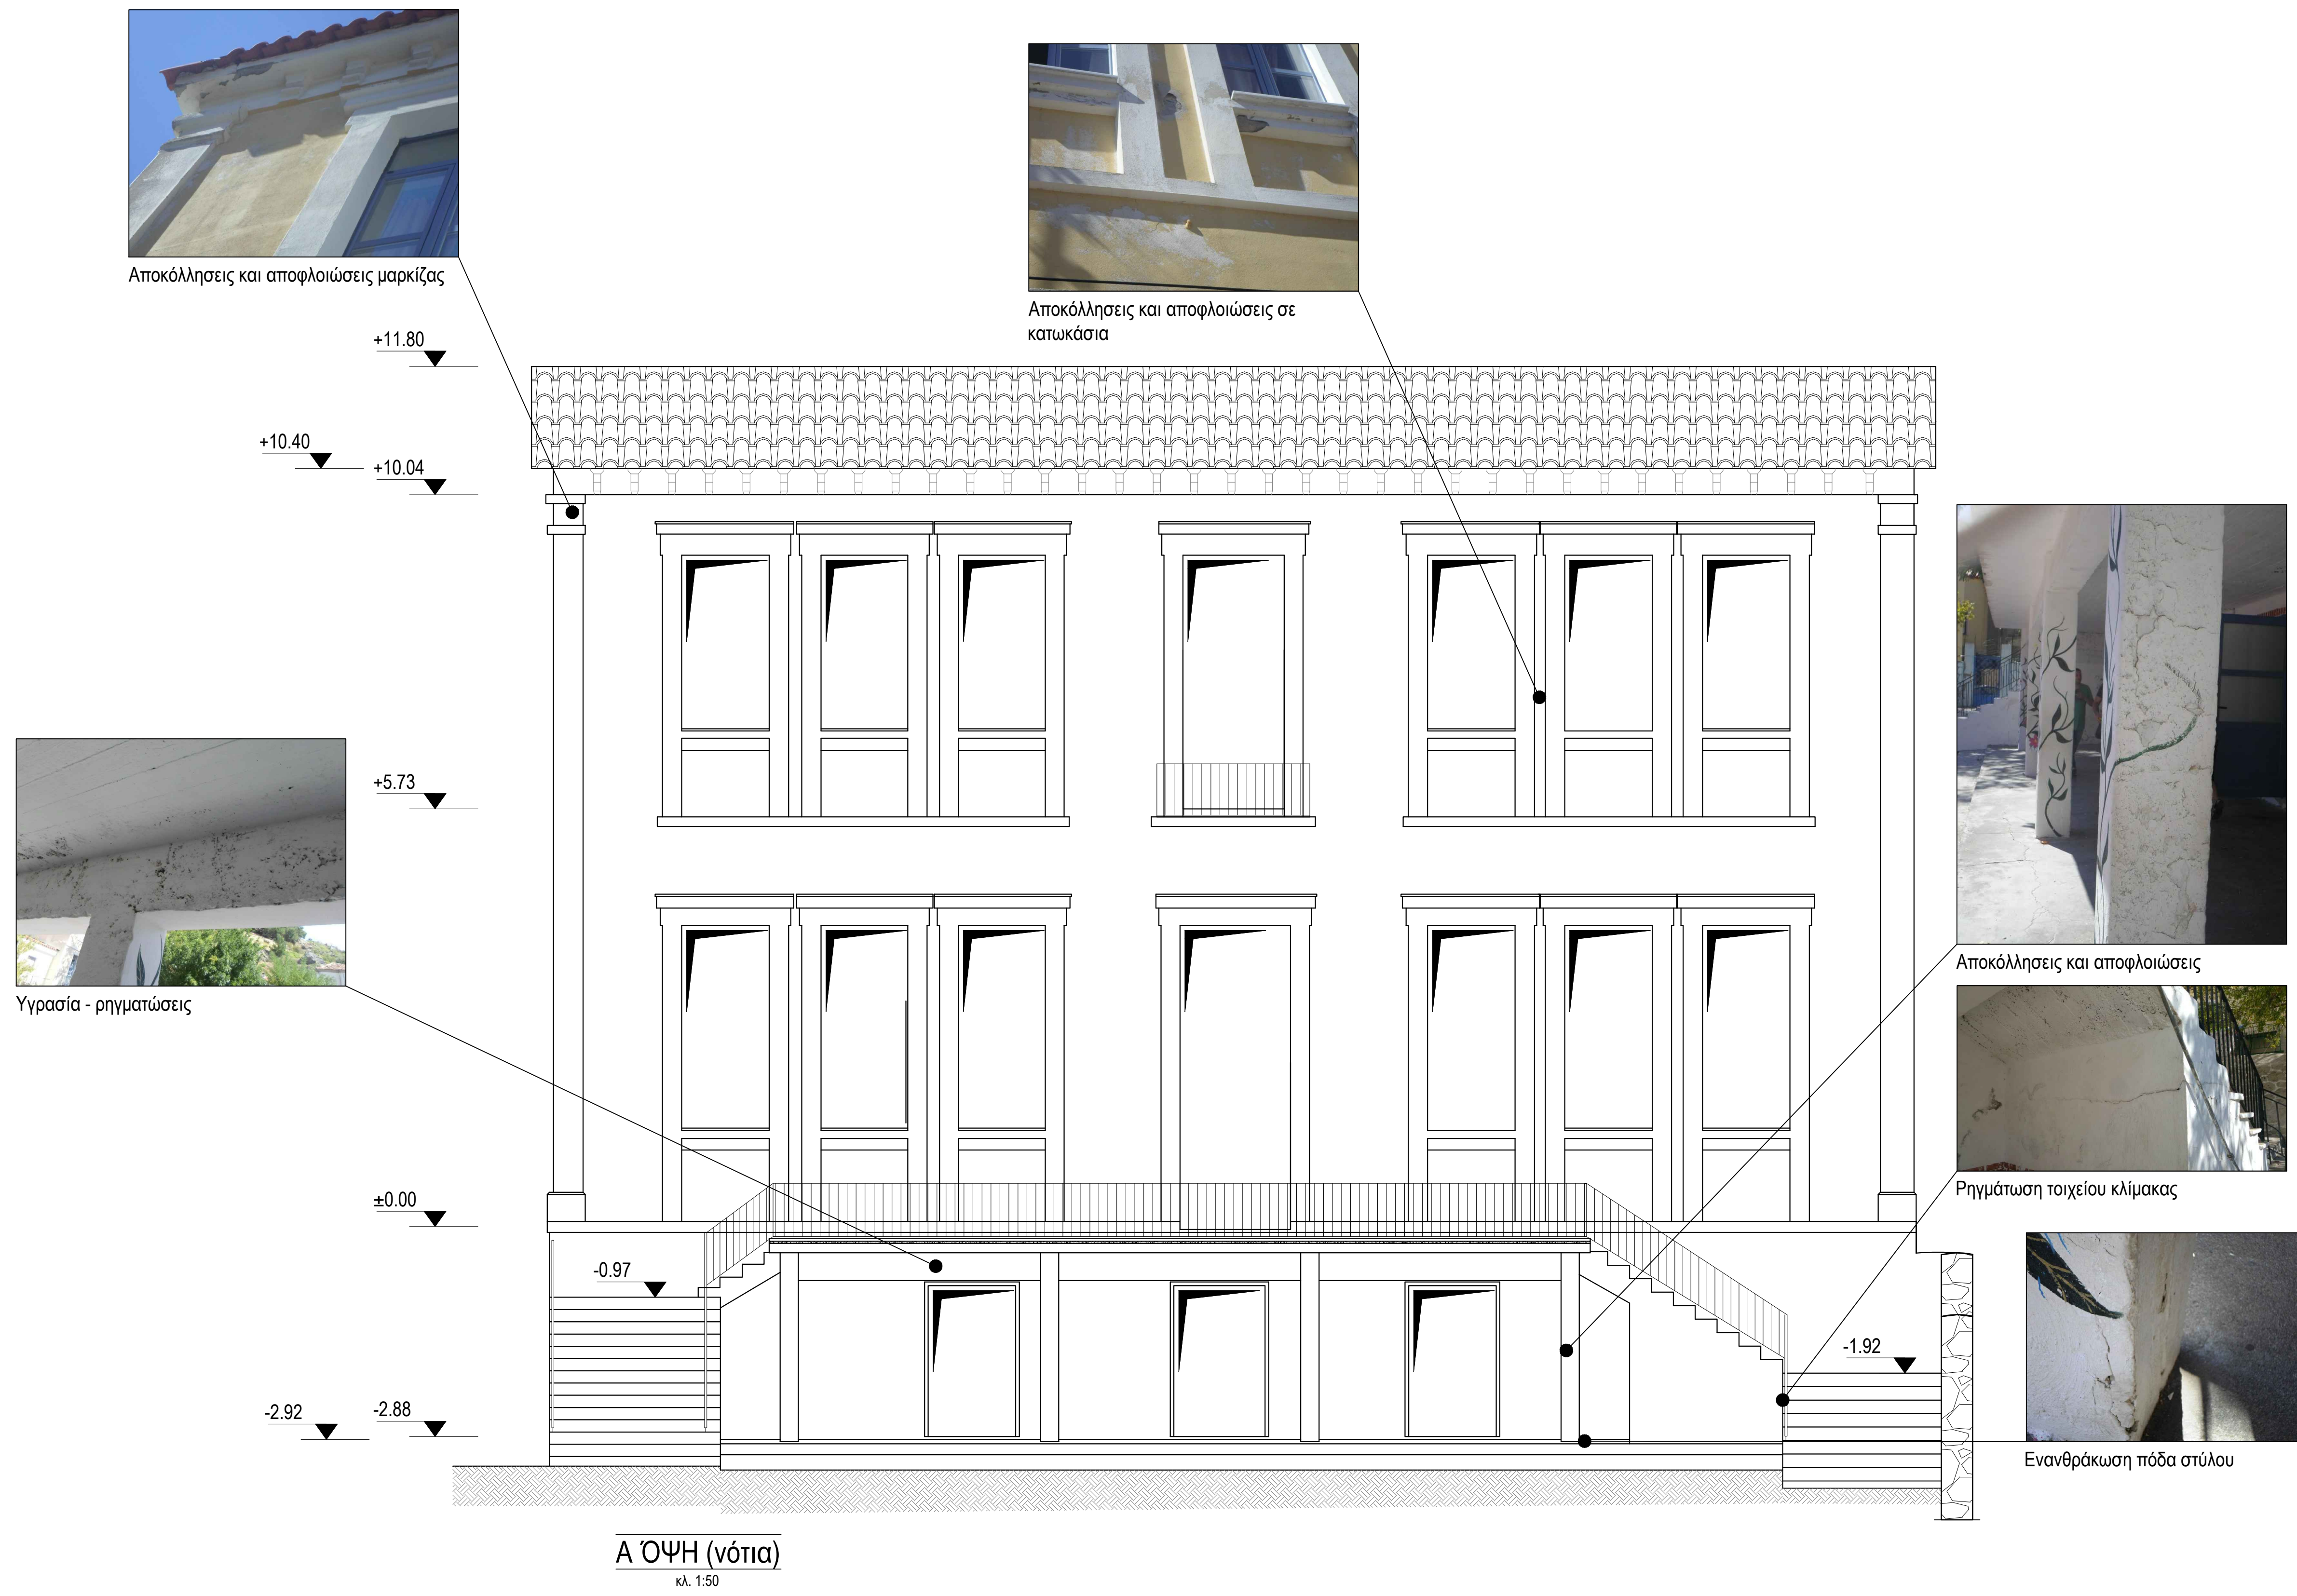 Αποκόλλησεις και αποφλοιώσεις μαρκίζας
Αποκόλλησεις και αποφλοιώσεις σε
κατωκάσια
+11.80
+10.40
+10.04
+5.73
Υγρασία - ρηγματώσεις
Αποκόλλησεις και αποφλοιώσεις
Ρηγμάτωση τοιχείου κλίμακας
±0.00
-0.97
-1.92
-2.92
-2.88
Ενανθράκωση πόδα στύλου
Α ΌΨΗ (νότια)
κλ. 1:50